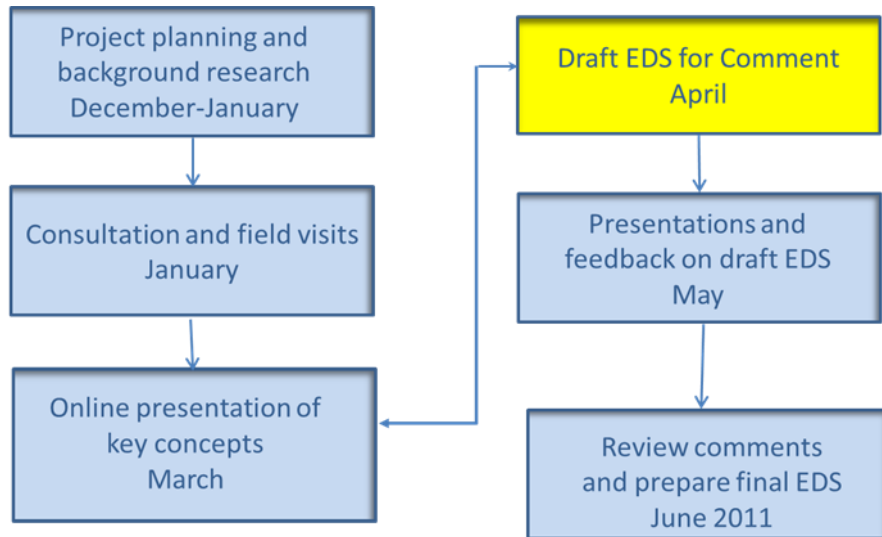 Project planning and
background research
December-January
Consultation and field visits
January
Online presentation of
key concepts
March
Draft EDS for Comment
April
Presentations and
feedback on draft EDS
May
Review comments
and prepare final EDS
June 2011